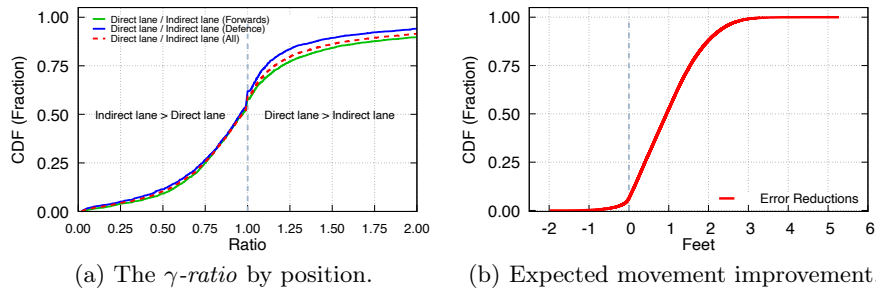 Direct lane / Indirect lane (Forwards)
Direct lane / Indirect lane (Defence)
Direct lane / Indirect lane (All)
CDF (Fraction)
1.00
0.75
0.50
0.25
0.00
Indirect lane > Direct lane
Direct lane > Indirect lane
0.00 0.25 0.50 0.75 1.00 1.25 1.50 1.75 2.00
Ratio
(a) The γ-ratio by position.
CDF (Fraction)
1.00
0.75
0.50
0.25
0.00
Error Reductions
-2 -1 0 1 2 3 4 5 6
Feet
(b) Expected movement improvement.